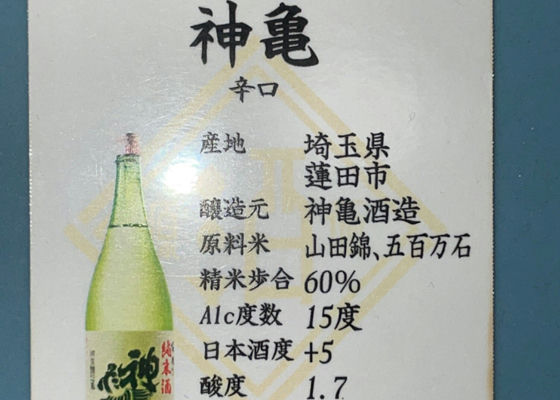 神亀
辛口
産地 埼玉県
蓮田市
醸造元 神亀酒造
原料米 山田錦、五百万石
精米歩合 60%
Alc度数 15度
日本酒度 +5
酸度 1.7
純米酒
神亀